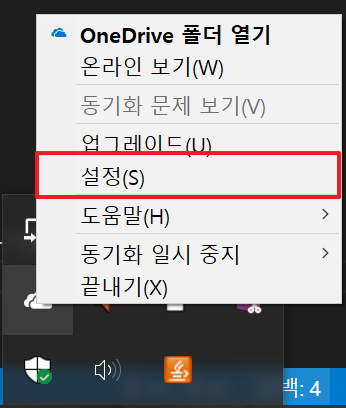 OneDrive 폴더 열기
온라인 보기(W)
동기화 문제 보기(V)
업그레이드(U)
설정(S)
도움말(H)
동기화 일시 중지
끝내기(X)
백: 4